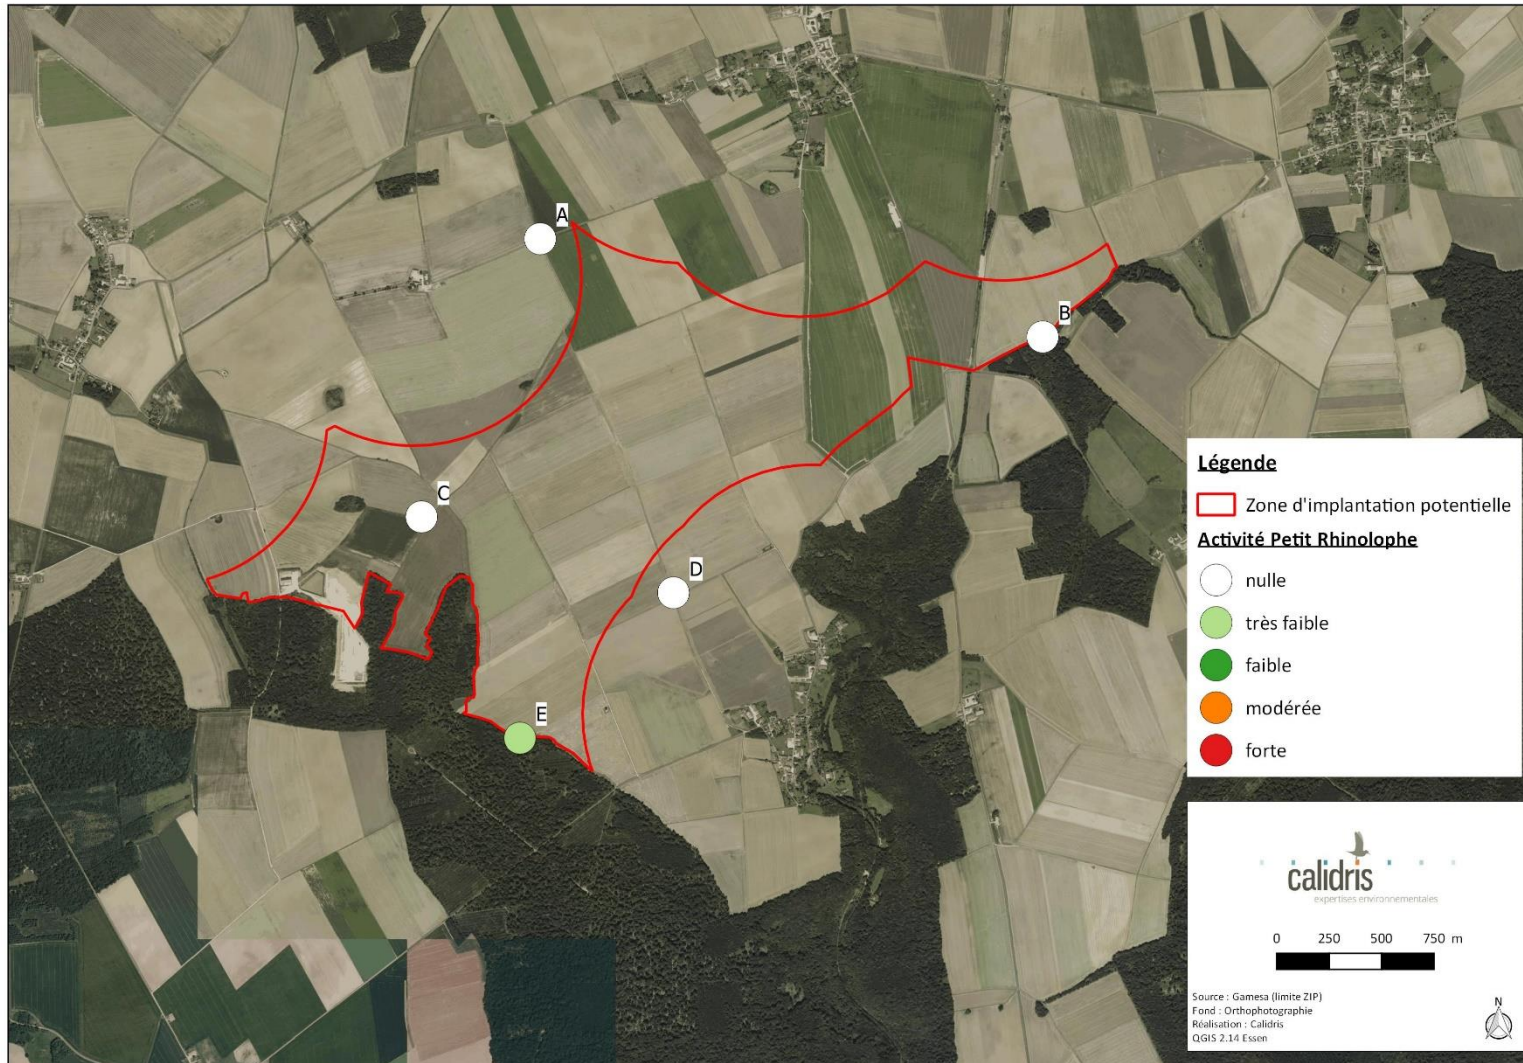 A
B
C
D
E
Légende
Zone d'implantation potentielle
Activité Petit Rhinolophe
nulle
très faible
faible
modérée
forte
calidris
expertises environnementales
0 250 500 750 m
Source : Gamesa (limite ZIP)
Fond : Orthophotographie
Réalisation : Calidris
QGIS 2.14 Essen
N